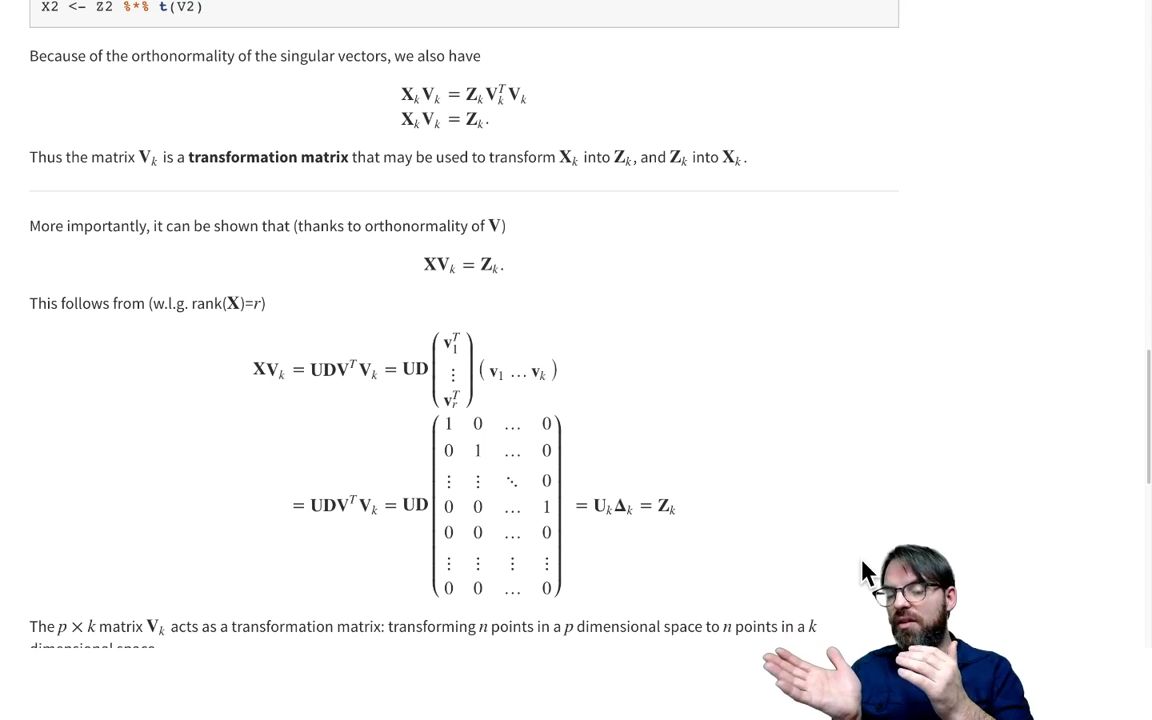 X2 <- Z2 %*% t(V2)
Because of the orthonormality of the singular vectors, we also have
X_k V_k = Z_k V_k^T V_k
X_k V_k = Z_k.
Thus the matrix V_k is a transformation matrix that may be used to transform X_k into Z_k, and Z_k into X_k.
More importantly, it can be shown that (thanks to orthonormality of V)
XV_k = Z_k.
This follows from (w.l.g. rank(X)=r)
XV_k = UDV^T V_k = UD ( v_1^T ⋮ v_r^T ) ( v_1 … v_k )
= UDV^T V_k = UD ( 1 0 … 0
0 1 … 0
⋮ ⋮ ⋱ 0
0 0 … 1
0 0 … 0
⋮ ⋮ ⋮ ⋮
0 0 … 0 ) = U_k Δ_k = Z_k
The p × k matrix V_k acts as a transformation matrix: transforming n points in a p dimensional space to n points in a k
dimensional space